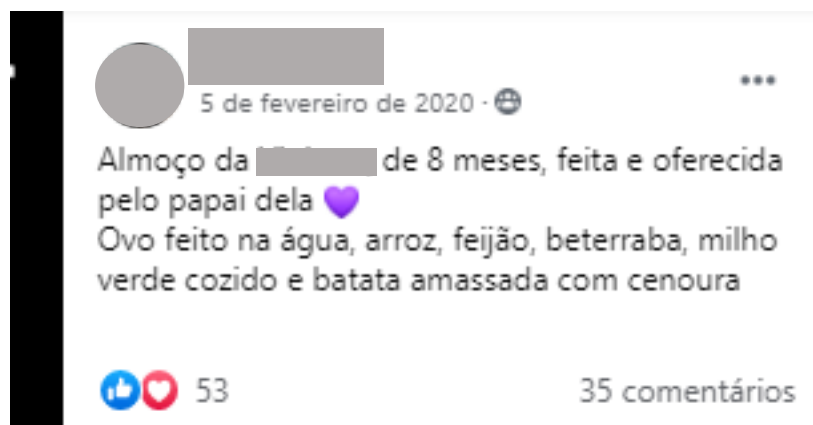 5 de fevereiro de 2020 ·
Almoço da de 8 meses, feita e oferecida
pelo papai dela 💜
Ovo feito na água, arroz, feijão, beterraba, milho
verde cozido e batata amassada com cenoura
53
35 comentários